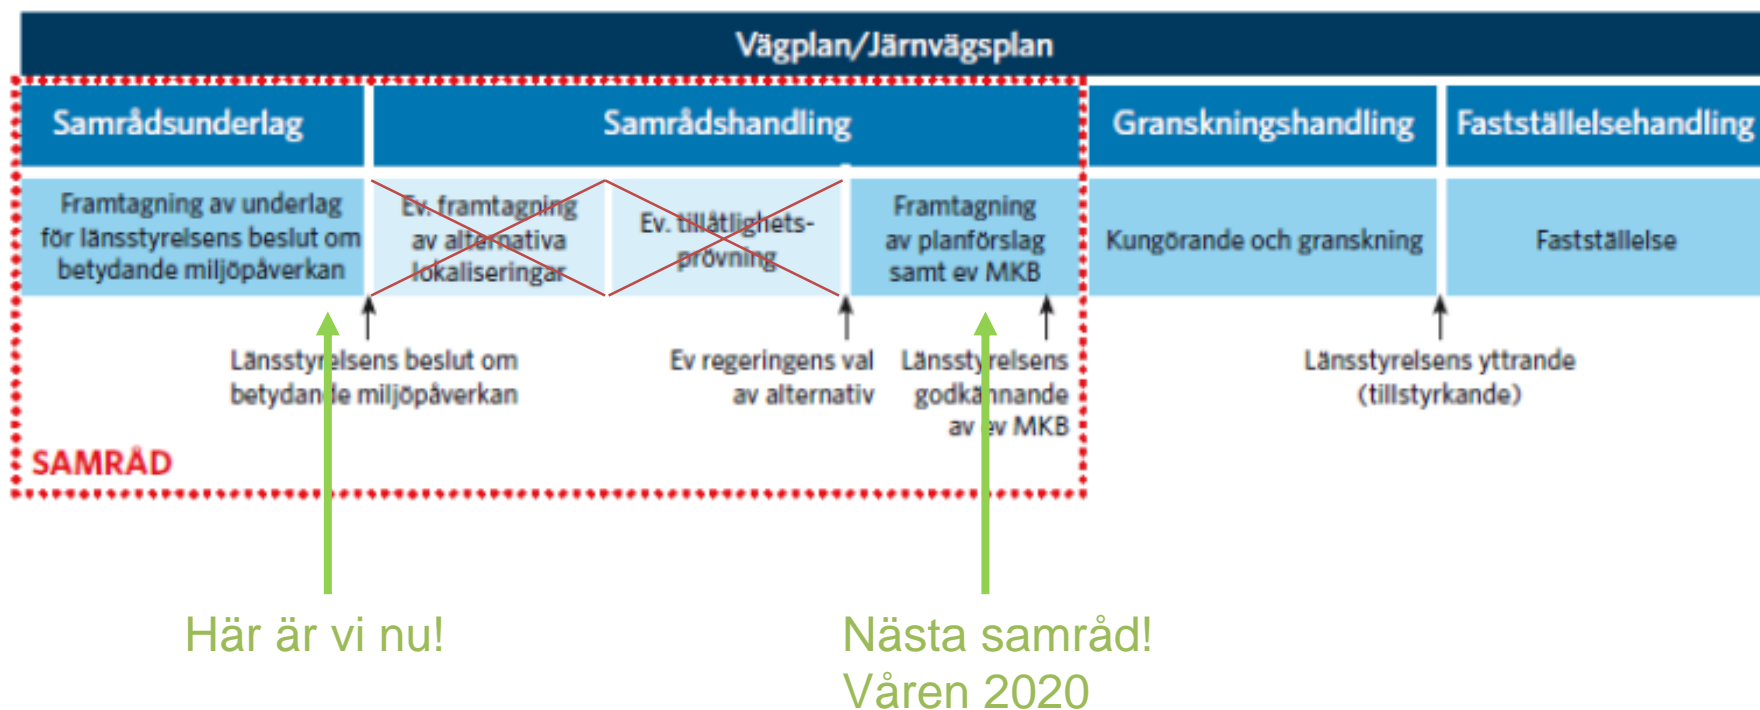 Vägplan/Järnvägsplan
Samrådsunderlag
Samrådshandling
Granskningshandling
Fastställelsehandling
Framtagning av underlag
för länsstyrelsens beslut om
betydande miljöpåverkan
Ev. framtagning
av alternativa
lokaliseringar
Ev. tillåtlighets-
prövning
Framtagning
av planförslag
samt ev MKB
Kungörande och granskning
Fastställelse
Länsstyrelsens beslut om
betydande miljöpåverkan
Ev regeringens val
av alternativ
Länsstyrelsens
godkännande
av ev MKB
Länsstyrelsens yttrande
(tillstyrkande)
SAMRÅD
Här är vi nu!
Nästa samråd!
Våren 2020